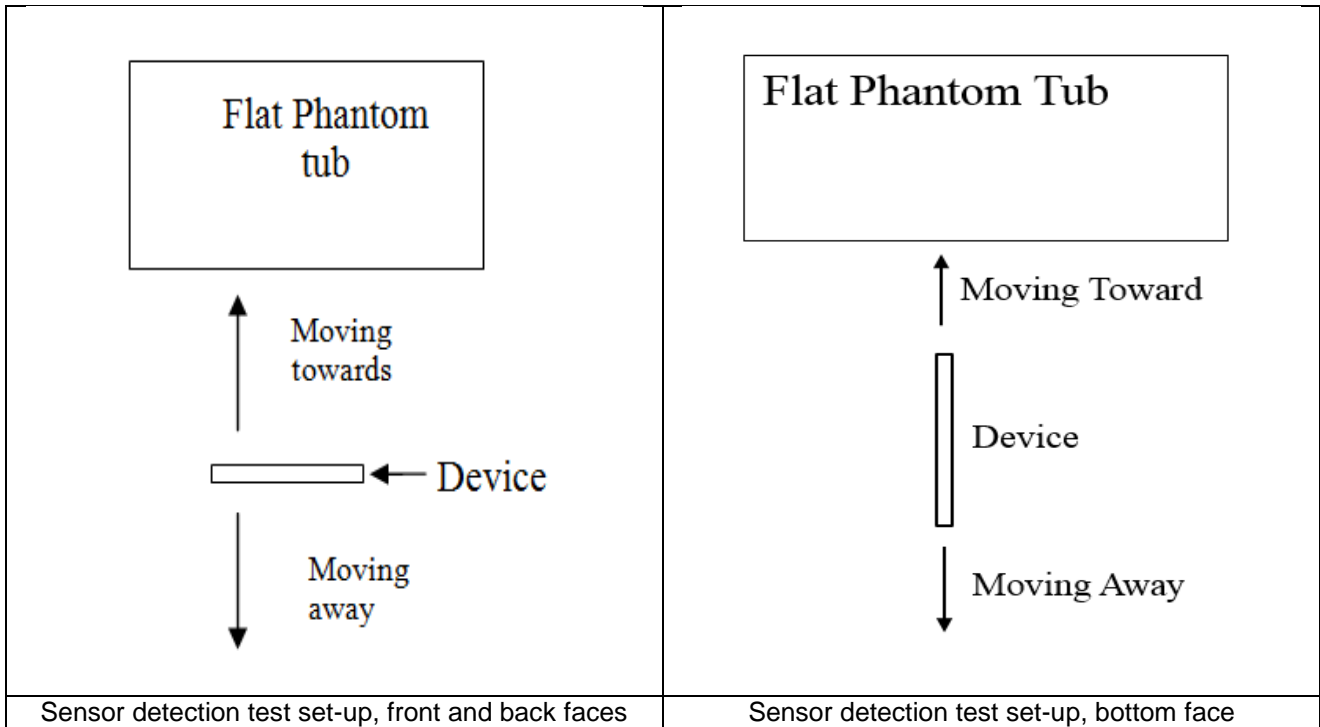 Flat Phantom
tub
Moving
towards
Device
Moving
away
Sensor detection test set-up, front and back faces
Flat Phantom Tub
Moving Toward
Device
Moving Away
Sensor detection test set-up, bottom face